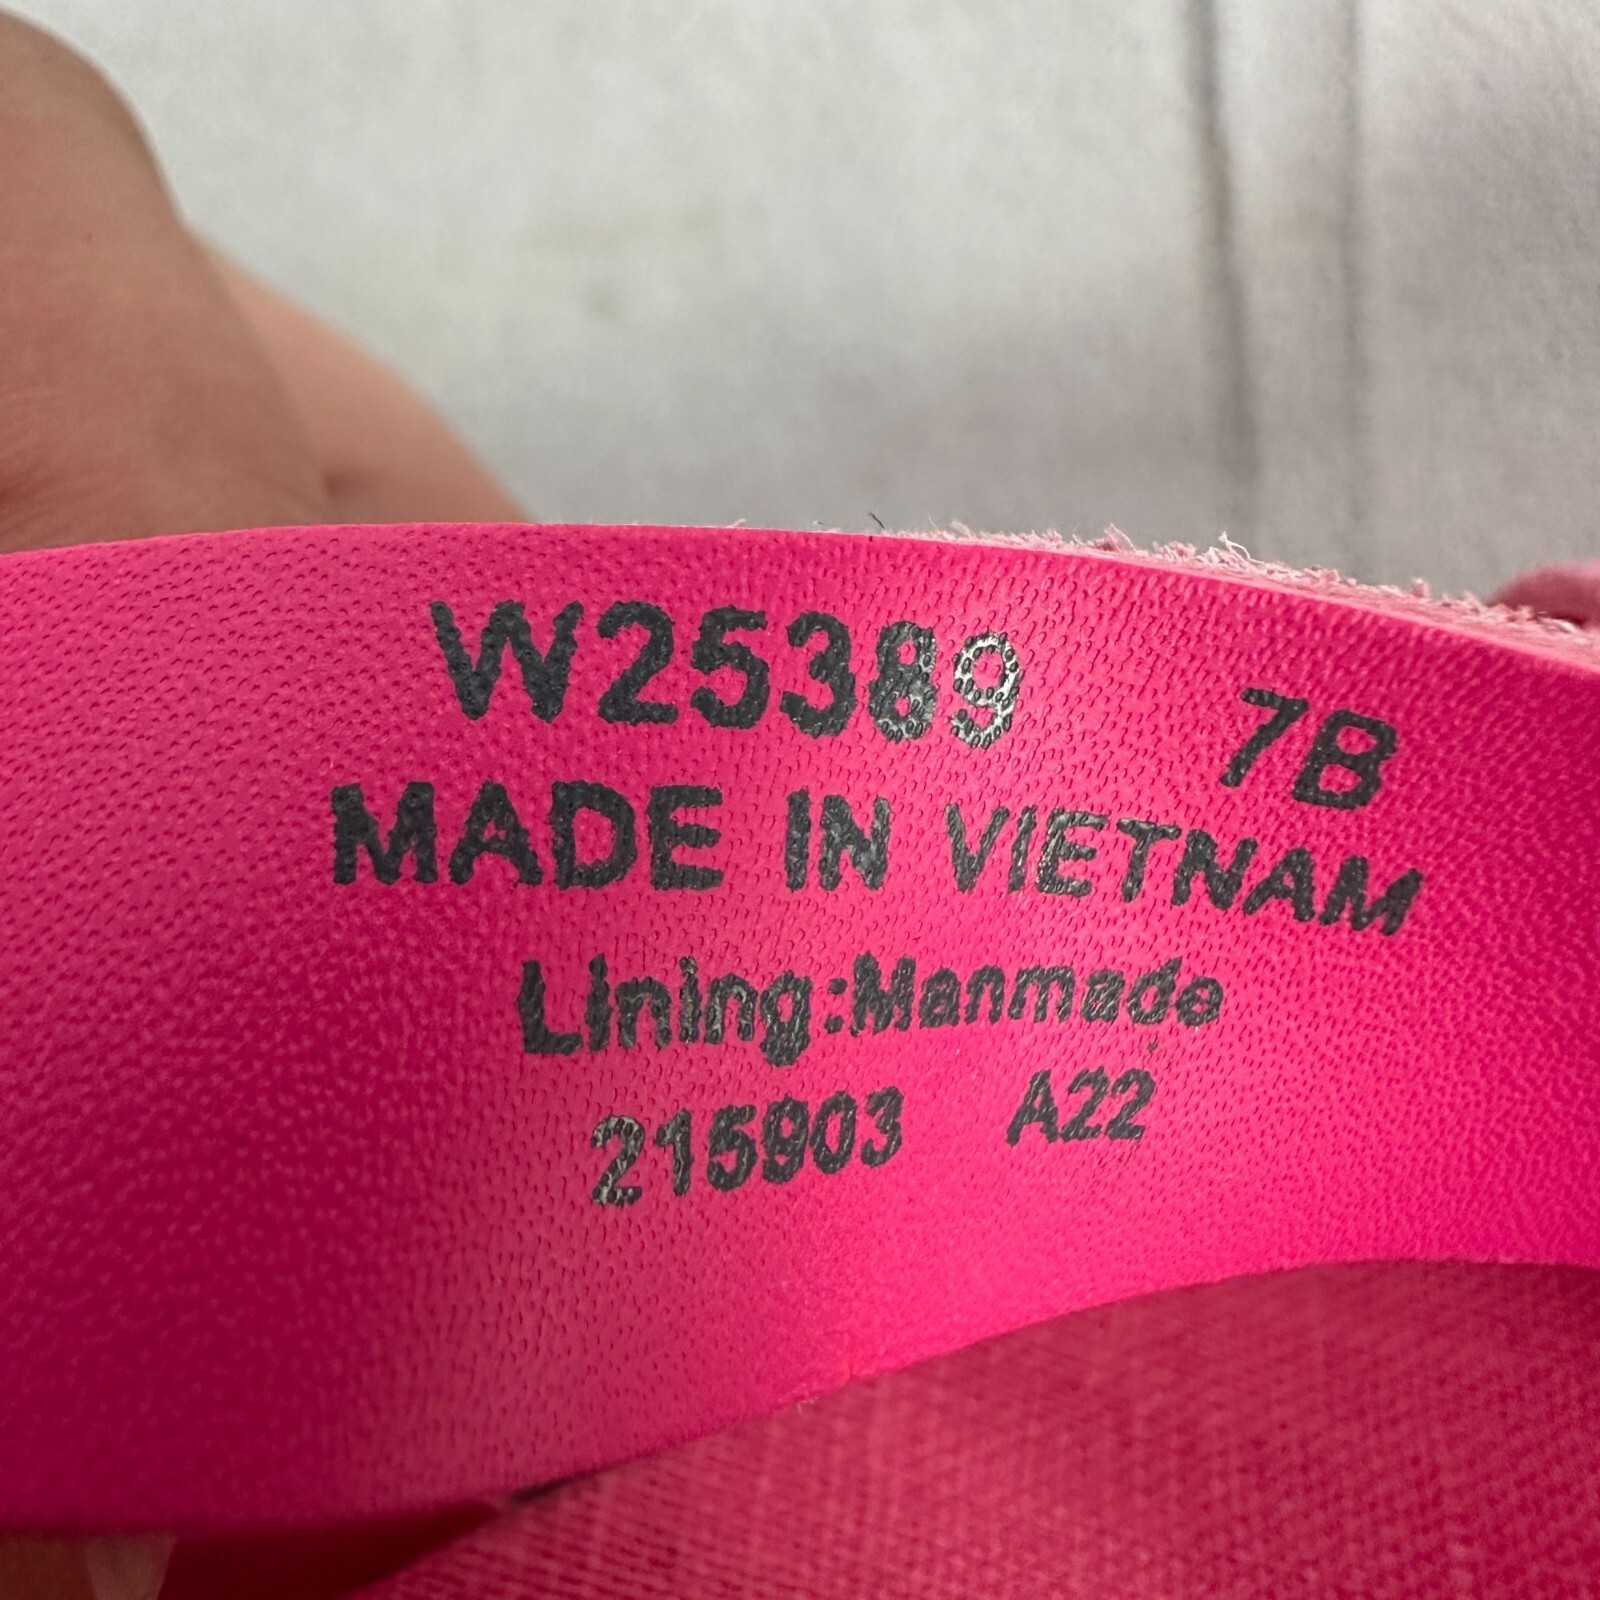 W25389 7B
MADE IN VIETNAM
Lining:Manmade
215903 A22